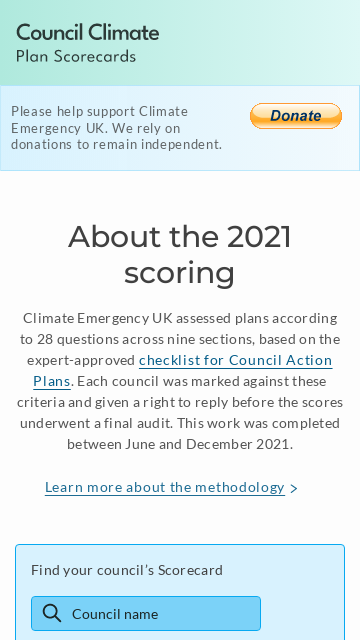 Council Climate
Plan Scorecards
Please help support Climate
Emergency UK. We rely on
donations to remain independent.
Donate
About the 2021
scoring
Climate Emergency UK assessed plans according
to 28 questions across nine sections, based on the
expert-approved checklist for Council Action
Plans. Each council was marked against these
criteria and given a right to reply before the scores
underwent a final audit. This work was completed
between June and December 2021.
Learn more about the methodology
Find your council’s Scorecard
Council name